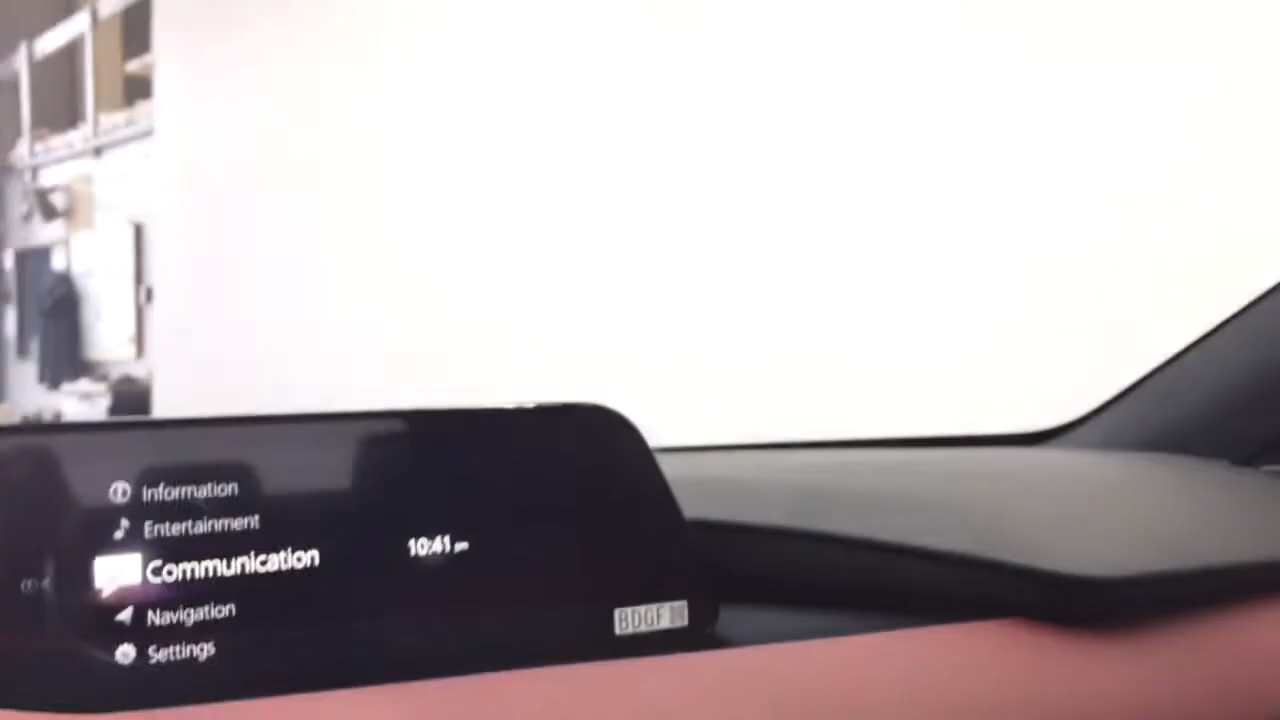 Information
Entertainment
Communication
10:41
Navigation
Settings